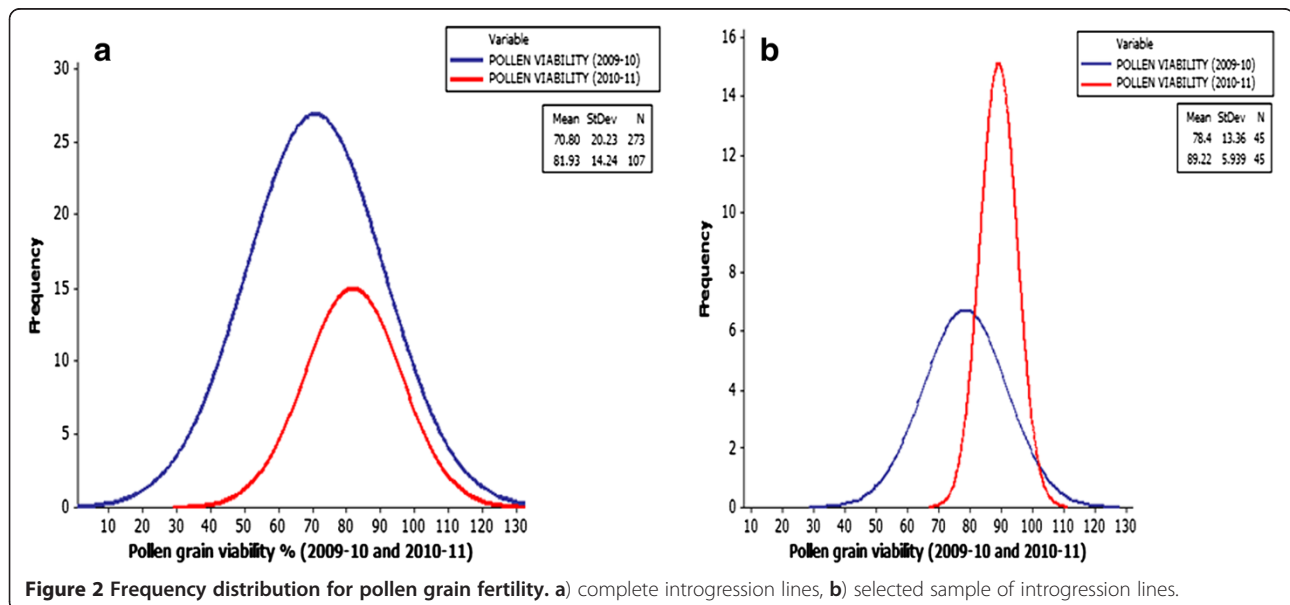 a
Variable
POLLEN VIABILITY (2009-10)
POLLEN VIABILITY (2010-11)
Mean StDev N
70.80 20.23 273
81.93 14.24 107
30
25
20
15
10
5
0
Frequency
10 20 30 40 50 60 70 80 90 100 110 120 130
Pollen grain viability % (2009-10 and 2010-11)
b
Variable
POLLEN VIABILITY (2009-10)
POLLEN VIABILITY (2010-11)
Mean StDev N
78.4 13.36 45
89.22 5.939 45
16
14
12
10
8
6
4
2
0
Frequency
10 20 30 40 50 60 70 80 90 100 110 120 130
Pollen grain viability (2009-10 and 2010-11)
Figure 2 Frequency distribution for pollen grain fertility. a) complete introgression lines, b) selected sample of introgression lines.